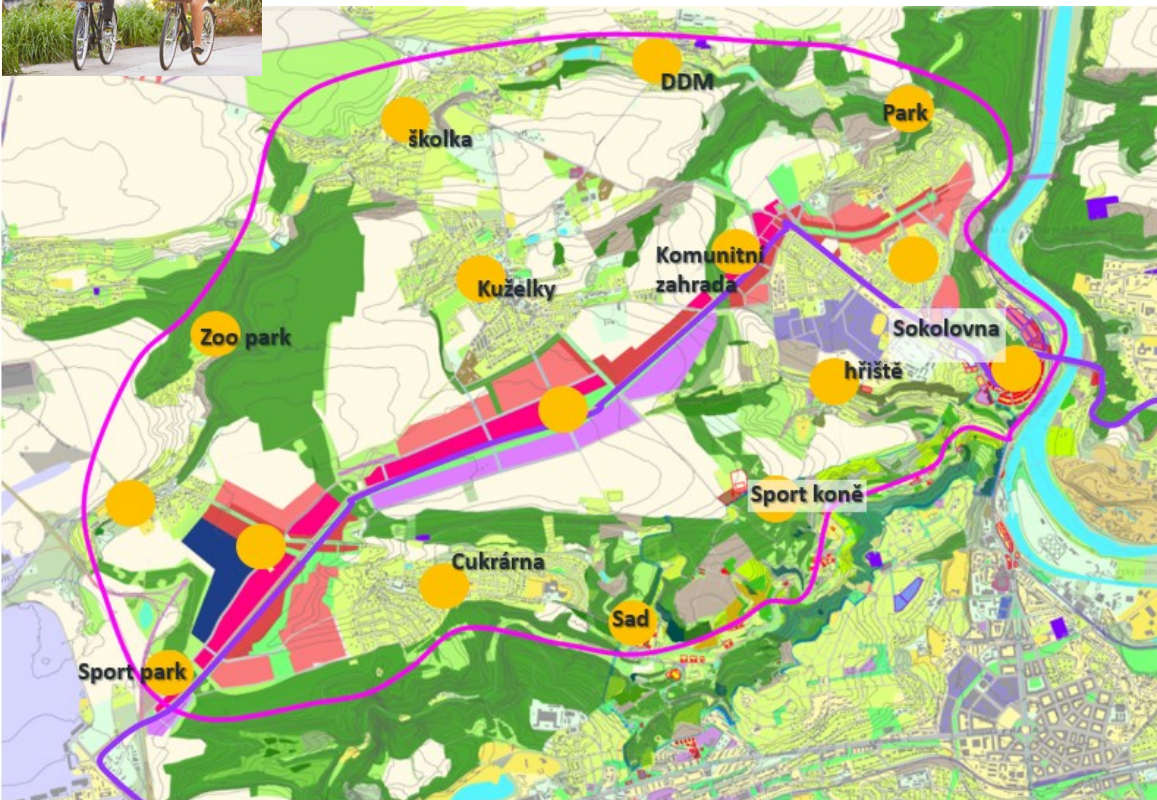 DDM
Park
školka
Komunitní
zahrada
Kuželky
Zoo park
Sokolovna
hřiště
Sport koně
Cukrárna
Sad
Sport park